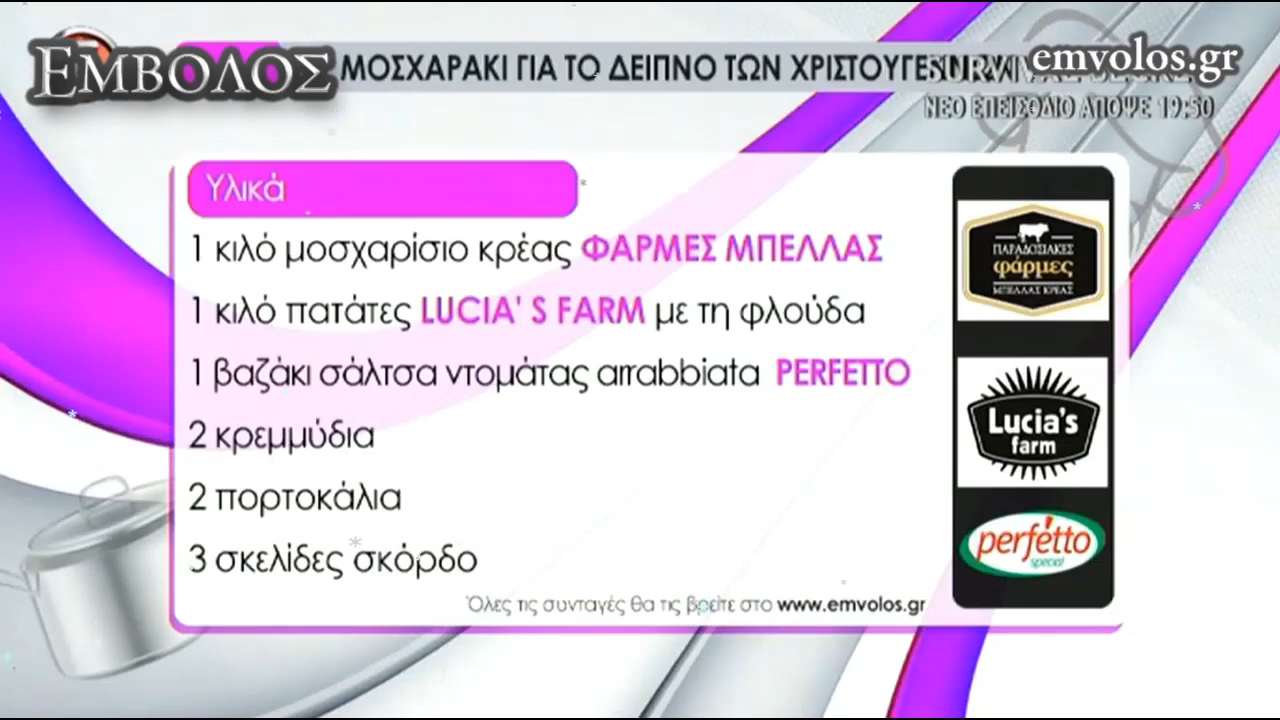 ΕΜΒΟΛΟΣ
ΜΟΣΧΑΡΑΚΙ ΓΙΑ ΤΟ ΔΕΙΠΝΟ ΤΩΝ ΧΡΙΣΤΟΥΓΕΝΝΩΝ
emvolos.gr
ΝΕΟ ΕΠΕΙΣΟΔΙΟ ΑΠΟΨΕ 19:50
Υλικά
1 κιλό μοσχαρίσιο κρέας ΦΑΡΜΕΣ ΜΠΕΛΛΑΣ
1 κιλό πατάτες LUCIA' S FARM με τη φλούδα
1 βαζάκι σάλτσα ντομάτας arrabbiata PERFETTO
2 κρεμμύδια
2 πορτοκάλια
3 σκελίδες σκόρδο
Όλες τις συνταγές θα τις βρείτε στο www.emvolos.gr
ΠΑΡΑΔΟΣΙΑΚΕΣ
φάρμες
ΜΠΕΛΛΑΣ ΚΡΕΑΣ
Lucia's
farm
perfetto
special